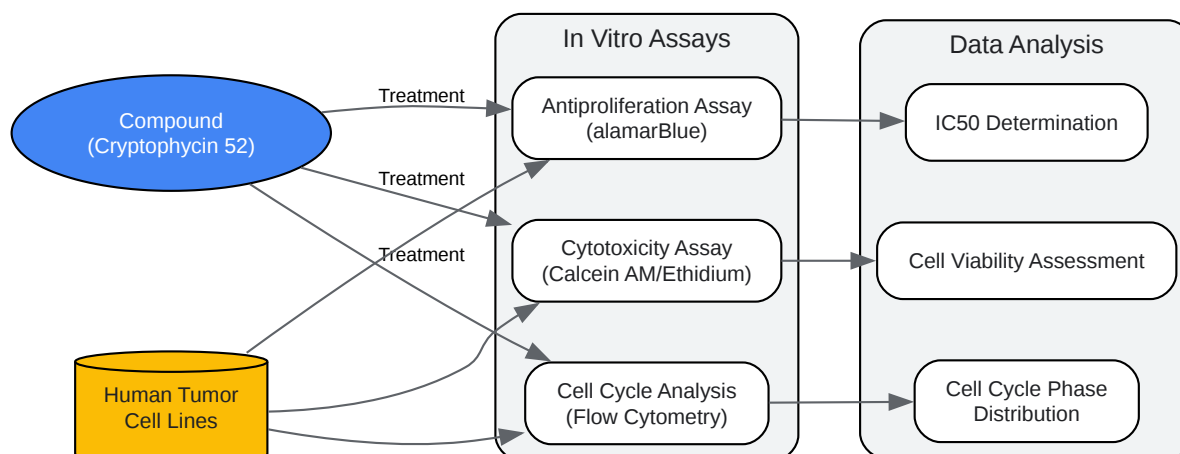 In Vitro Assays
Data Analysis
Treatment
Antiproliferation Assay
(alamarBlue)
IC50 Determination
Compound
(Cryptophycin 52)
Treatment
Treatment
Cytotoxicity Assay
(Calcein AM/Ethidium)
Cell Viability Assessment
Human Tumor
Cell Lines
Cell Cycle Analysis
(Flow Cytometry)
Cell Cycle Phase
Distribution